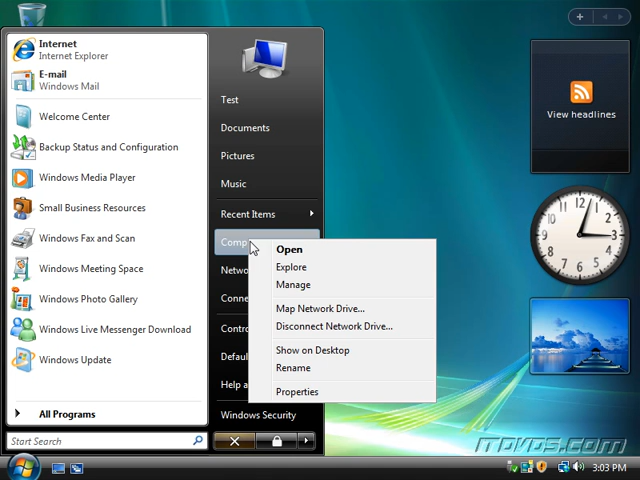 Internet
Internet Explorer
E-mail
Windows Mail
Welcome Center
Backup Status and Configuration
Windows Media Player
Small Business Resources
Windows Fax and Scan
Windows Meeting Space
Windows Photo Gallery
Windows Live Messenger Download
Windows Update
All Programs
Start Search
Test
Documents
Pictures
Music
Recent Items
Comp
Netwo
Conne
Contro
Defaul
Help a
Windows Security
Open
Explore
Manage
Map Network Drive...
Disconnect Network Drive...
Show on Desktop
Rename
Properties
View headlines
movos.com
3:03 PM